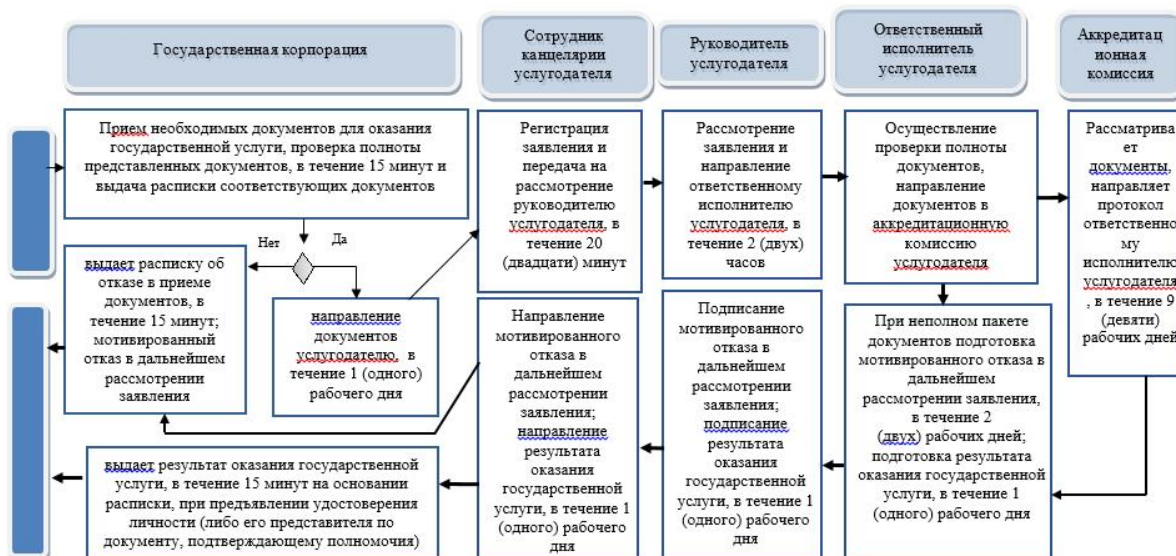 Государственная корпорация
Сотрудник
канцелярии
услугодателя
Руководитель
услугодателя
Ответственный
исполнитель
услугодателя
Аккредитац
ионная
комиссия
Прием необходимых документов для оказания
государственной услуги, проверка полноты
представленных документов, в течение 15 минут и
выдача расписки соответствующих документов
Регистрация
заявления и
передача на
рассмотрение
руководителю
услугодателя, в
течение 20
(двадцати) минут
Рассмотрение
заявления и
направление
ответственному
исполнителю
услугодателя, в
течение 2 (двух)
часов
Осуществление
проверки полноты
документов,
направление
документов в
аккредитационную
комиссию
услугодателя
Рассматрива
ет
документы,
направляет
протокол
ответственно
му
исполнителю
услугодателя
, в течение 9
(девяти)
рабочих дней
Нет
Да
выдает расписку об
отказе в приеме
документов, в
течение 15 минут;
мотивированный
отказ в дальнейшем
рассмотрении
заявления
направление
документов
услугодателю, в
течение 1 (одного)
рабочего дня
Направление
мотивированного
отказа в
дальнейшем
рассмотрении
заявления;
направление
результата
оказания
государственной
услуги, в течение 1
(одного) рабочего
дня
Подписание
мотивированного
отказа в дальнейшем
рассмотрении
заявления;
подписание
результата
оказания
государственной
услуги, в течение 1
(одного) рабочего
дня
При неполном пакете
документов подготовка
мотивированного отказа в
дальнейшем
рассмотрении заявления,
в течение 2
(двух) рабочих дней;
подготовка результата
оказания государственной
услуги, в течение 1
(одного) рабочего дня
выдает результат оказания государственной
услуги, в течение 15 минут на основании
расписки, при предъявлении удостоверения
личности (либо его представителя по
документу, подтверждающему полномочия)